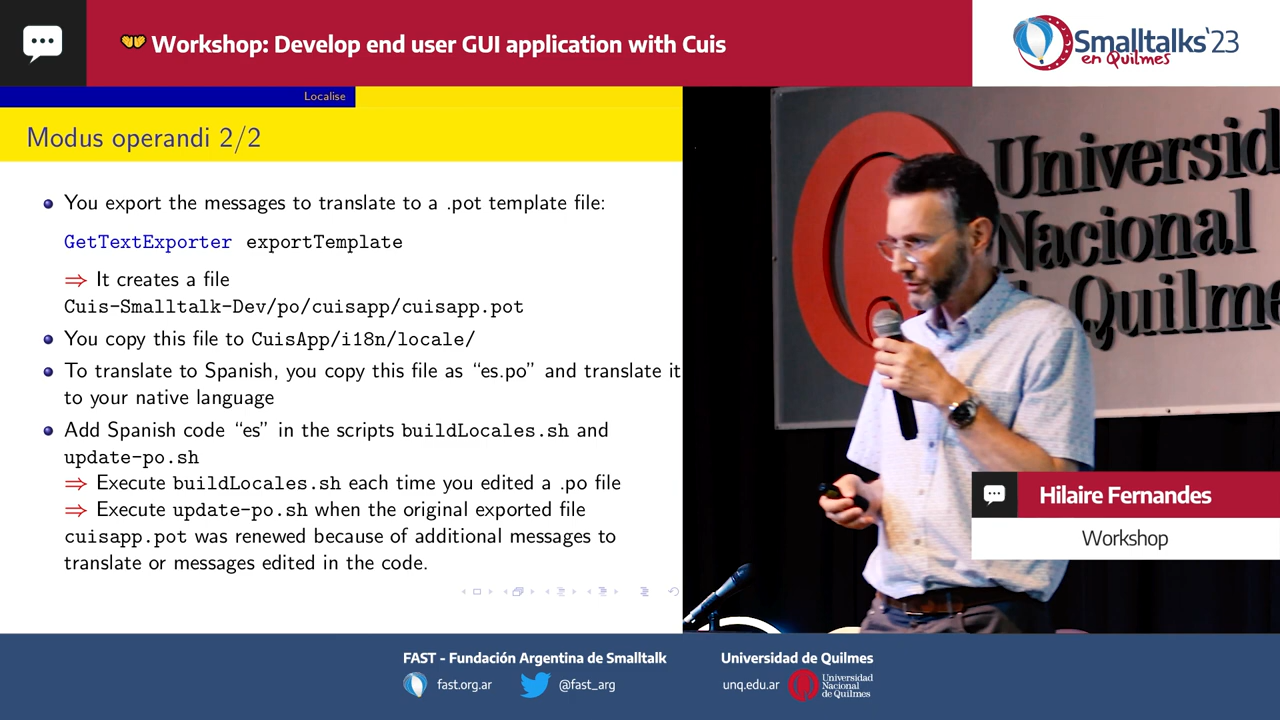 Workshop: Develop end user GUI application with Cuis
Smalltalks'23
en Quilmes
Localise
Modus operandi 2/2
You export the messages to translate to a .pot template file:
GetTextExporter exportTemplate
⇒ It creates a file
Cuis-Smalltalk-Dev/po/cuisapp/cuisapp.pot
You copy this file to CuisApp/i18n/locale/
To translate to Spanish, you copy this file as “es.po” and translate it
to your native language
Add Spanish code “es” in the scripts buildLocales.sh and
update-po.sh
⇒ Execute buildLocales.sh each time you edited a .po file
⇒ Execute update-po.sh when the original exported file
cuisapp.pot was renewed because of additional messages to
translate or messages edited in the code.
Universid
Nacional
Quilme
Hilaire Fernandes
Workshop
FAST - Fundación Argentina de Smalltalk
fast.org.ar
@fast_arg
Universidad de Quilmes
unq.edu.ar
Universidad
Nacional
de Quilmes